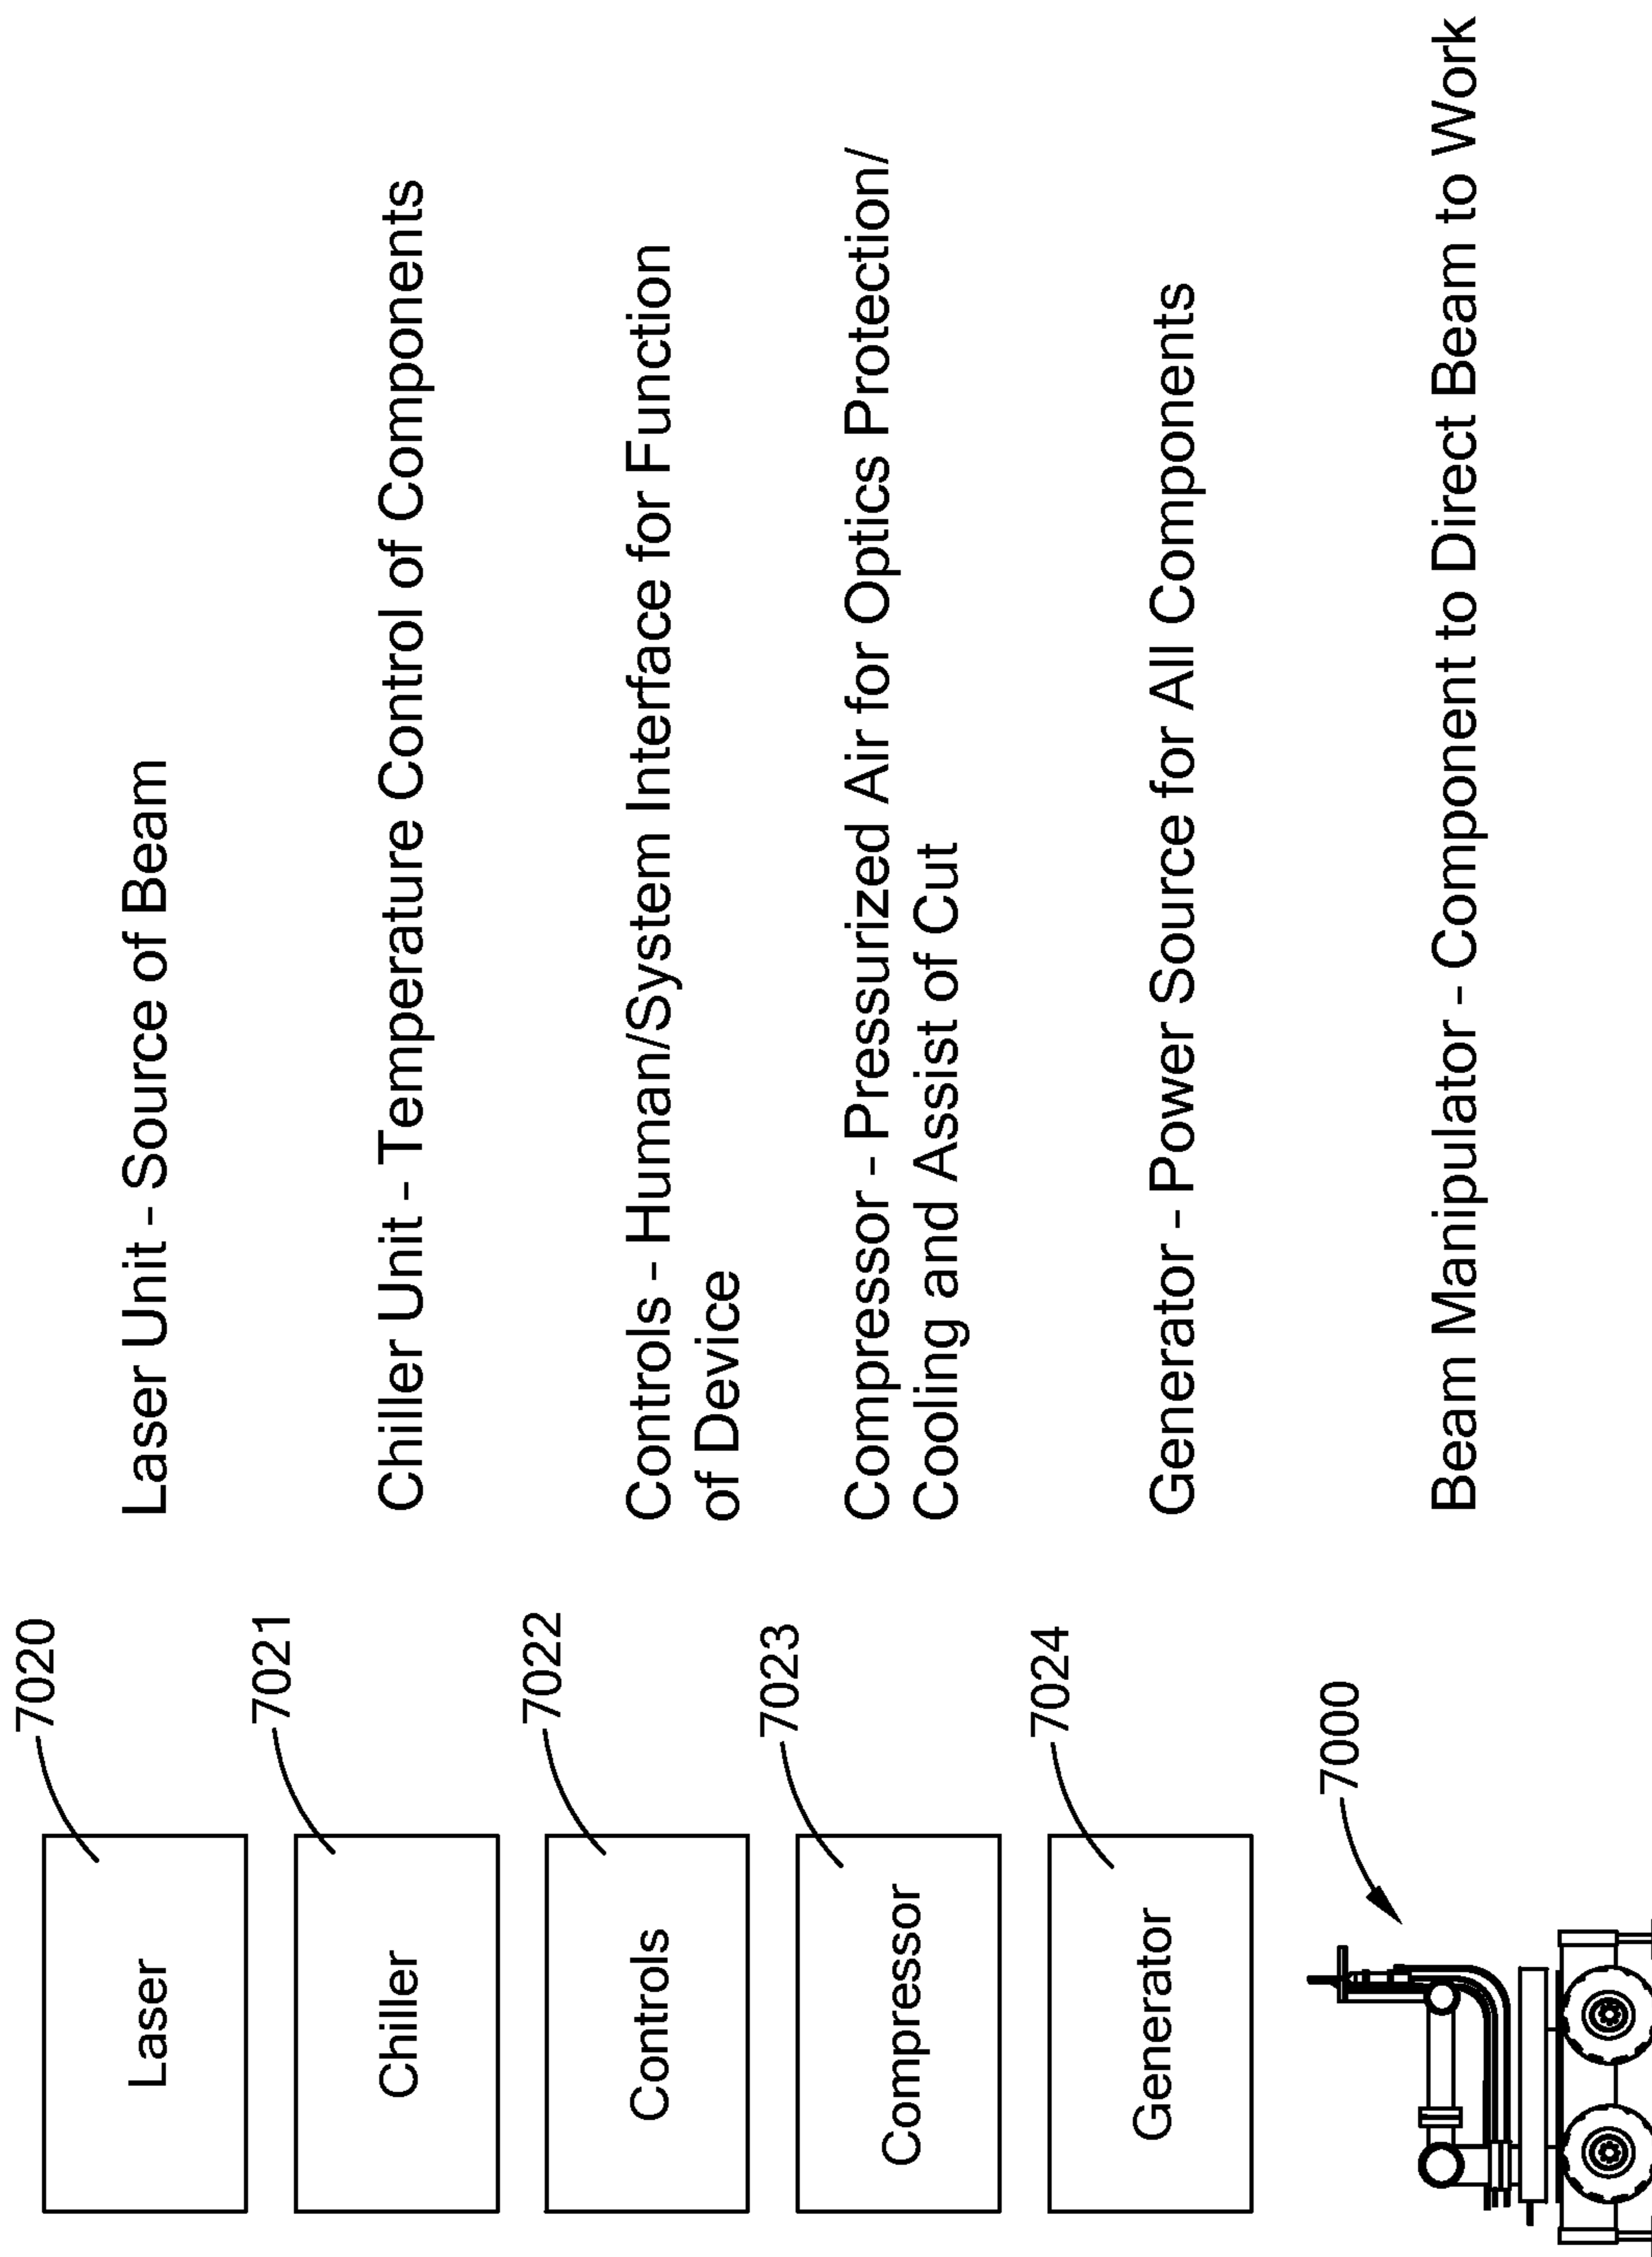 7020
Laser
Laser Unit - Source of Beam
7021
Chiller
Chiller Unit - Temperature Control of Components
7022
Controls
Controls - Human/System Interface for Function
of Device
7023
Compressor
Compressor - Pressurized Air for Optics Protection/
Cooling and Assist of Cut
7024
Generator
Generator - Power Source for All Components
7000
Beam Manipulator - Component to Direct Beam to Work